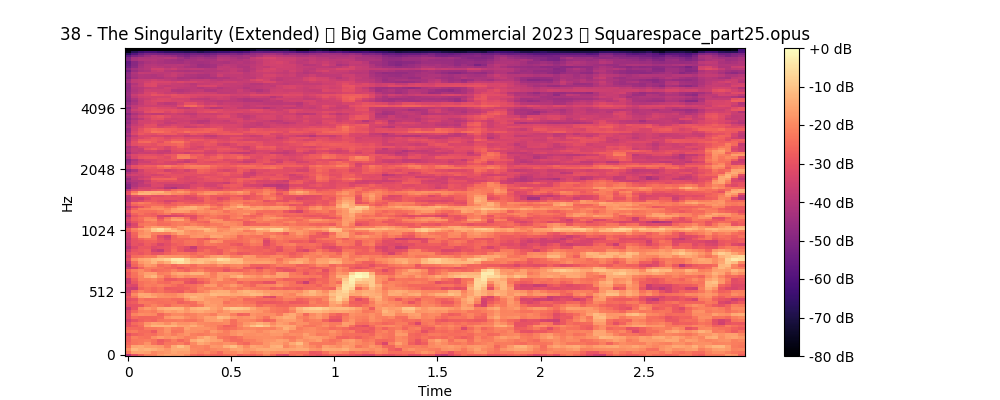 38 - The Singularity (Extended) ▯ Big Game Commercial 2023 ▯ Squarespace_part25.opus
+0 dB
-10 dB
4096
-20 dB
-30 dB
2048
-40 dB
Hz
1024
-50 dB
-60 dB
512
-70 dB
0
-80 dB
0 0.5 1 1.5 2 2.5
Time